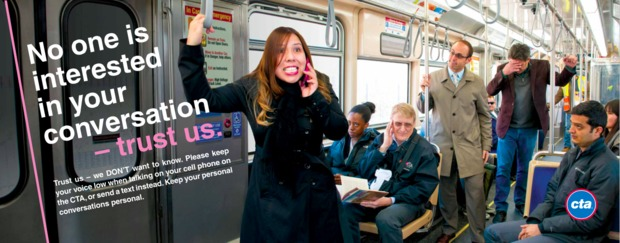 No one is
interested
in your
conversation
– trust us.
Trust us – we DON'T want to know. Please keep
your voice low when talking on your cell phone on
the CTA, or send a text instead. Keep your personal
conversations personal.
cta
cta